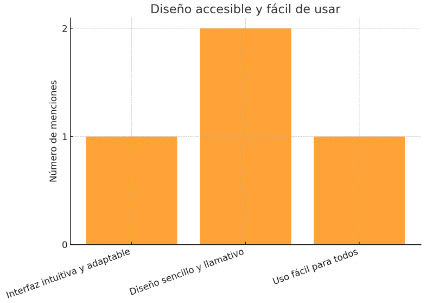 Diseño accesible y fácil de usar
Número de menciones
2
1
0
Interfaz intuitiva y adaptable
Diseño sencillo y llamativo
Uso fácil para todos